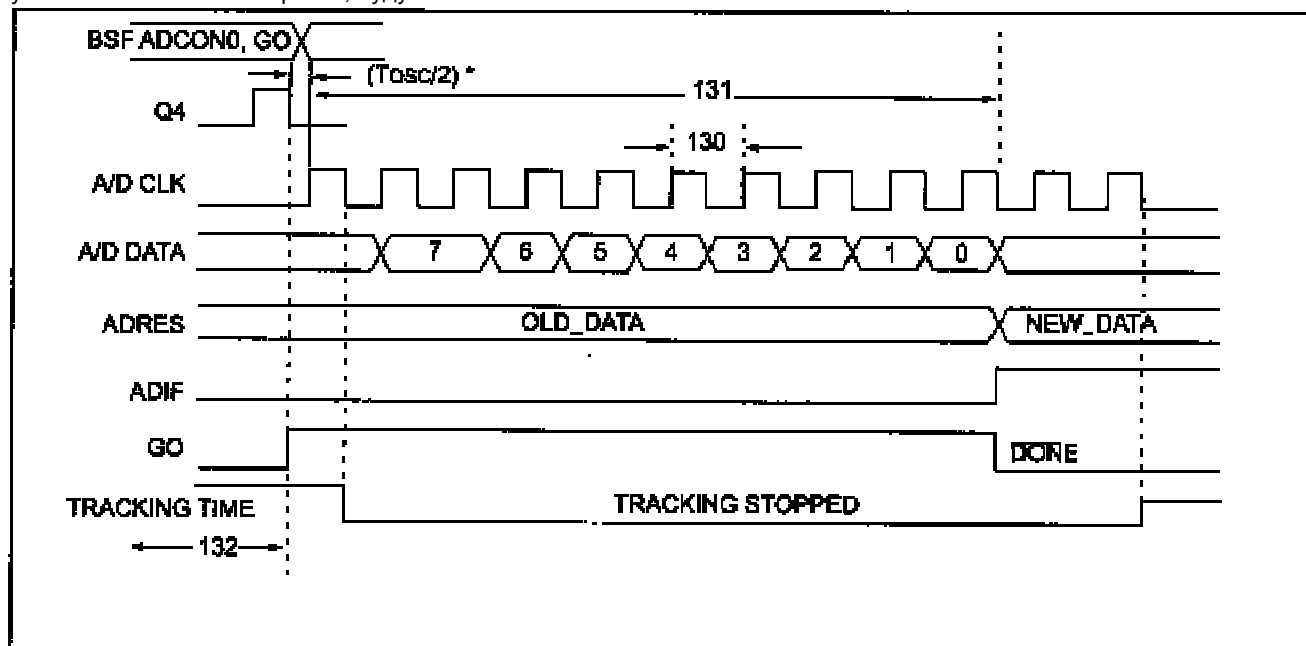 BSF ADCON0, GO
(Tosc/2) *
131
Q4
130
A/D CLK
A/D DATA 7 6 5 4 3 2 1 0
ADRES OLD_DATA NEW_DATA
ADIF
GO DONE
TRACKING TIME TRACKING STOPPED
132